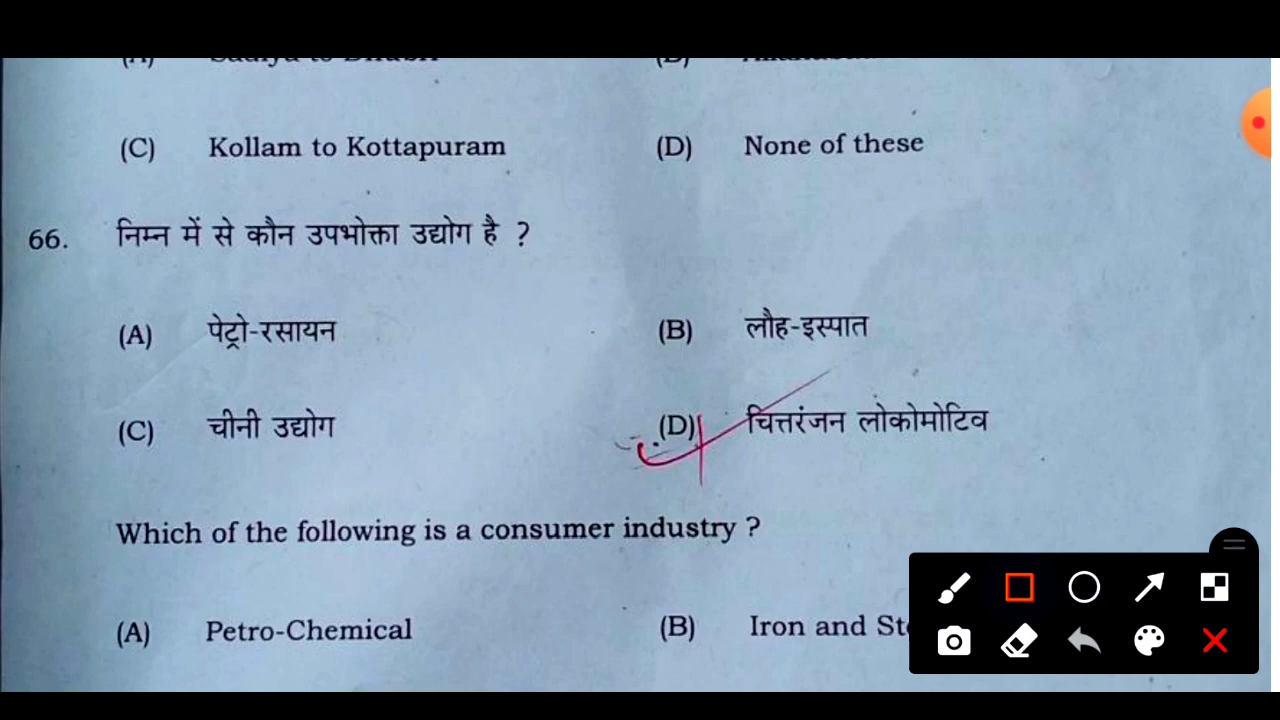 (C) Kollam to Kottapuram (D) None of these
66. निम्न में से कौन उपभोक्ता उद्योग है ?
(A) पेट्रो-रसायन (B) लौह-इस्पात
(C) चीनी उद्योग (D) चित्तरंजन लोकोमोटिव
Which of the following is a consumer industry ?
(A) Petro-Chemical (B) Iron and